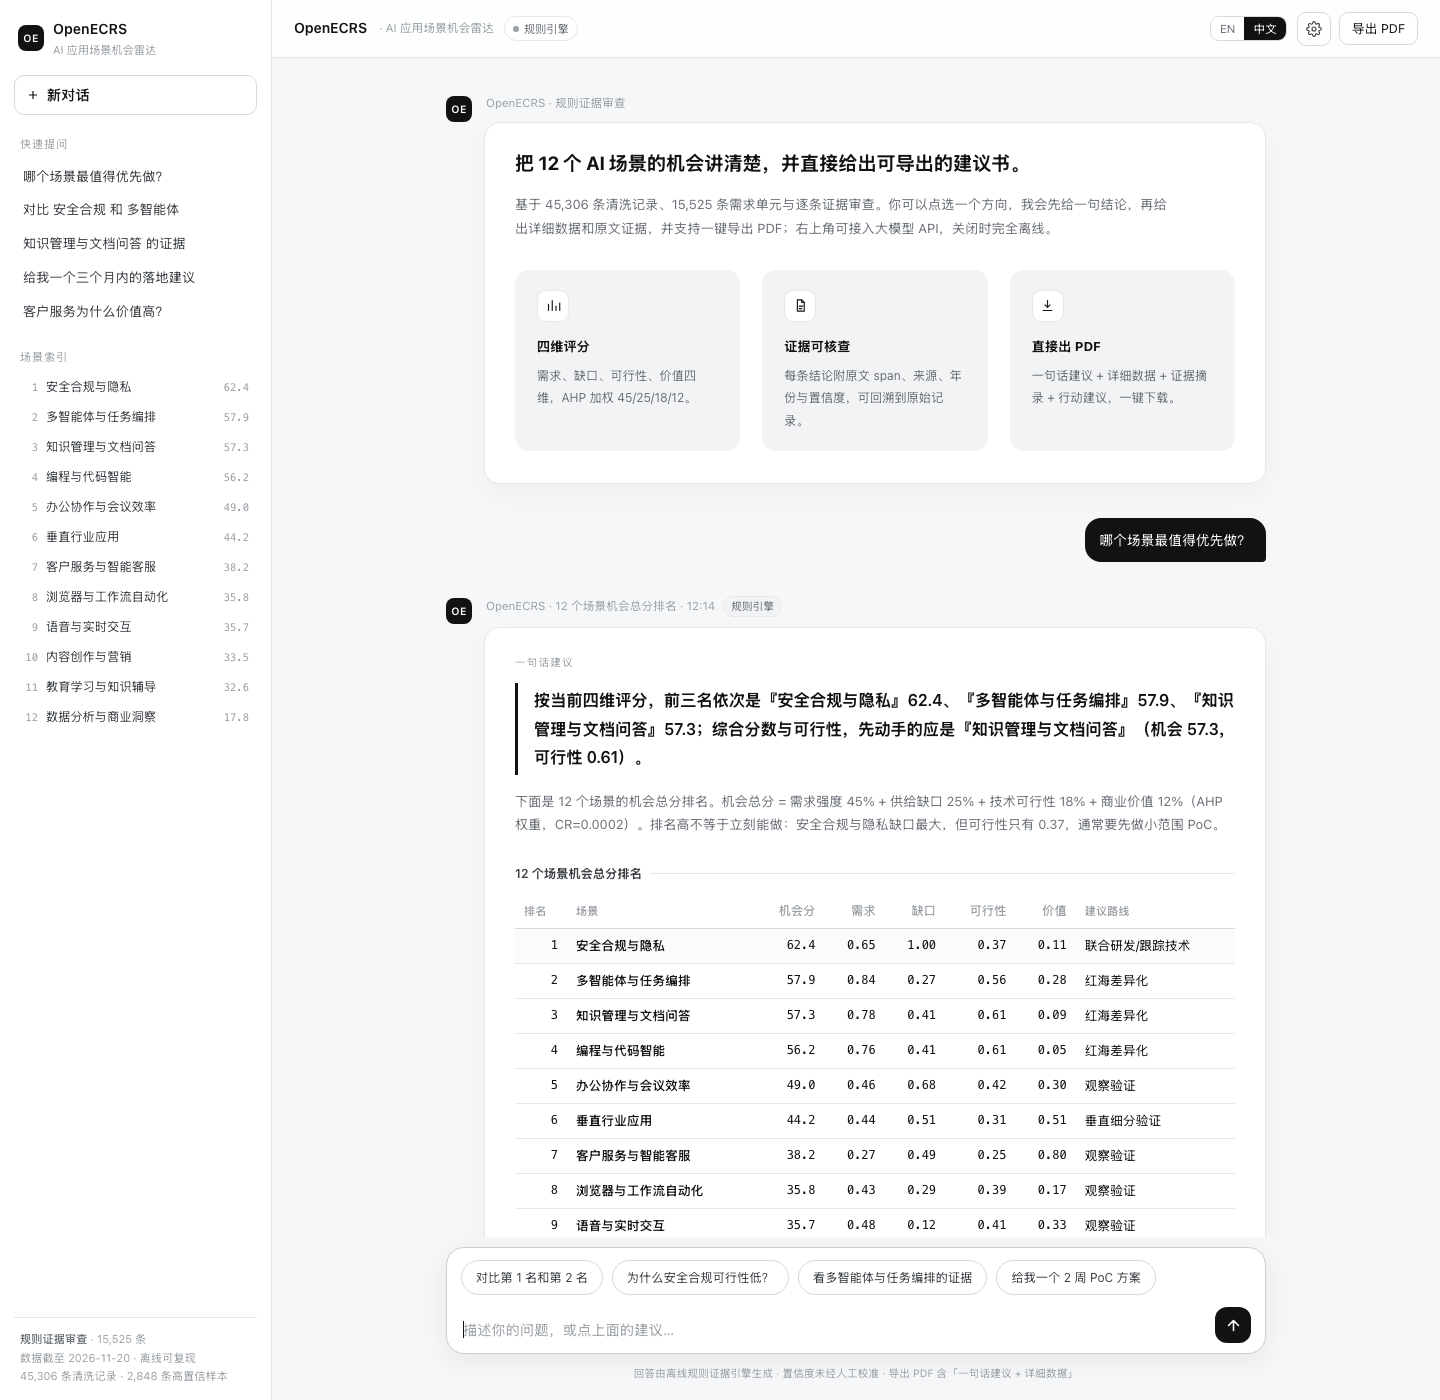 OE
OpenECRS
AI 应用场景机会雷达
+ 新对话
快速提问
哪个场景最值得优先做?
对比 安全合规 和 多智能体
知识管理与文档问答 的证据
给我一个三个月内的落地建议
客户服务为什么价值高?
场景索引
1 安全合规与隐私 62.4
2 多智能体与任务编排 57.9
3 知识管理与文档问答 57.3
4 编程与代码智能 56.2
5 办公协作与会议效率 49.0
6 垂直行业应用 44.2
7 客户服务与智能客服 38.2
8 浏览器与工作流自动化 35.8
9 语音与实时交互 35.7
10 内容创作与营销 33.5
11 教育学习与知识辅导 32.6
12 数据分析与商业洞察 17.8
规则证据审查 · 15,525 条
数据截至 2026-11-20 · 离线可复现
45,306 条清洗记录 · 2,848 条高置信样本
OpenECRS · AI 应用场景机会雷达 规则引擎
EN 中文 导出 PDF
OE OpenECRS · 规则证据审查
把 12 个 AI 场景的机会讲清楚，并直接给出可导出的建议书。
基于 45,306 条清洗记录、15,525 条需求单元与逐条证据审查。你可以点选一个方向，我会先给一句结论，再给
出详细数据和原文证据，并支持一键导出 PDF；右上角可接入大模型 API，关闭时完全离线。
四维评分
需求、缺口、可行性、价值四
维，AHP 加权 45/25/18/12。
证据可核查
每条结论附原文 span、来源、年
份与置信度，可回溯到原始记
录。
直接出 PDF
一句话建议 + 详细数据 + 证据摘
录 + 行动建议，一键下载。
哪个场景最值得优先做?
OE OpenECRS · 12 个场景机会总分排名 · 12:14 规则引擎
一句话建议
按当前四维评分，前三名依次是『安全合规与隐私』62.4、『多智能体与任务编排』57.9、『知识
管理与文档问答』57.3；综合分数与可行性，先动手的应是『知识管理与文档问答』（机会 57.3，
可行性 0.61）。
下面是 12 个场景的机会总分排名。机会总分 = 需求强度 45% + 供给缺口 25% + 技术可行性 18% + 商业价值 12%（AHP
权重，CR=0.0002）。排名高不等于立刻能做：安全合规与隐私缺口最大，但可行性只有 0.37，通常要先做小范围 PoC。
12 个场景机会总分排名
排名 场景 机会分 需求 缺口 可行性 价值 建议路线
1 安全合规与隐私 62.4 0.65 1.00 0.37 0.11 联合研发/跟踪技术
2 多智能体与任务编排 57.9 0.84 0.27 0.56 0.28 红海差异化
3 知识管理与文档问答 57.3 0.78 0.41 0.61 0.09 红海差异化
4 编程与代码智能 56.2 0.76 0.41 0.61 0.05 红海差异化
5 办公协作与会议效率 49.0 0.46 0.68 0.42 0.30 观察验证
6 垂直行业应用 44.2 0.44 0.51 0.31 0.51 垂直细分验证
7 客户服务与智能客服 38.2 0.27 0.49 0.25 0.80 观察验证
8 浏览器与工作流自动化 35.8 0.43 0.29 0.39 0.17 观察验证
9 语音与实时交互 35.7 0.48 0.12 0.41 0.33 观察验证
对比第 1 名和第 2 名
为什么安全合规可行性低?
看多智能体与任务编排的证据
给我一个 2 周 PoC 方案
描述你的问题，或点上面的建议...
回答由离线规则证据引擎生成 · 置信度未经人工校准 · 导出 PDF 含「一句话建议 + 详细数据」